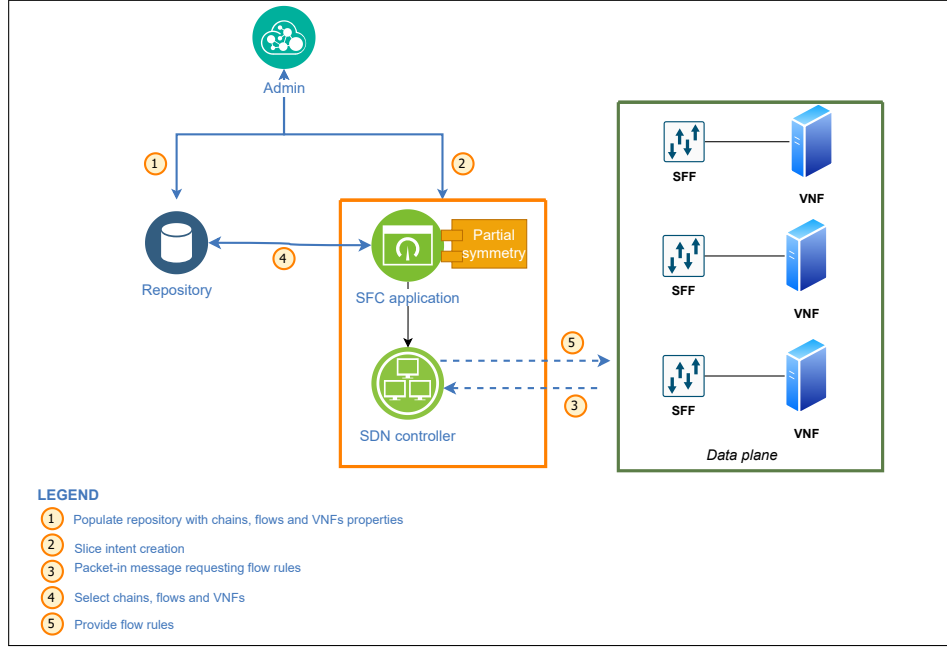 Admin
1
2
SFF
VNF
Partial
symmetry
4
Repository
SFC application
SFF
VNF
5
3
SDN controller
SFF
VNF
Data plane
LEGEND
1 Populate repository with chains, flows and VNFs properties
2 Slice intent creation
3 Packet-in message requesting flow rules
4 Select chains, flows and VNFs
5 Provide flow rules